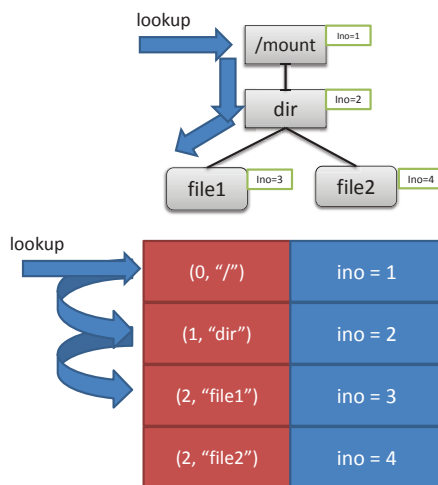 lookup
/mount
Ino=1
dir
Ino=2
file1
Ino=3
file2
Ino=4
lookup
(0, “/”)
ino = 1
(1, “dir”)
ino = 2
(2, “file1”)
ino = 3
(2, “file2”)
ino = 4